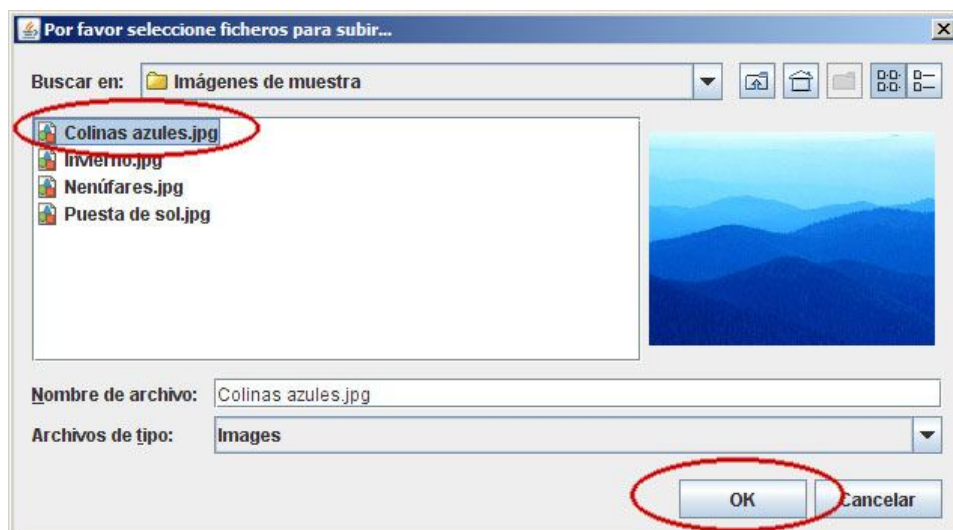 Por favor seleccione ficheros para subir...
Buscar en: Imágenes de muestra
Colinas azules.jpg
Invierno.jpg
Nenúfares.jpg
Puesta de sol.jpg
Nombre de archivo: Colinas azules.jpg
Archivos de tipo: Images
OK Cancelar